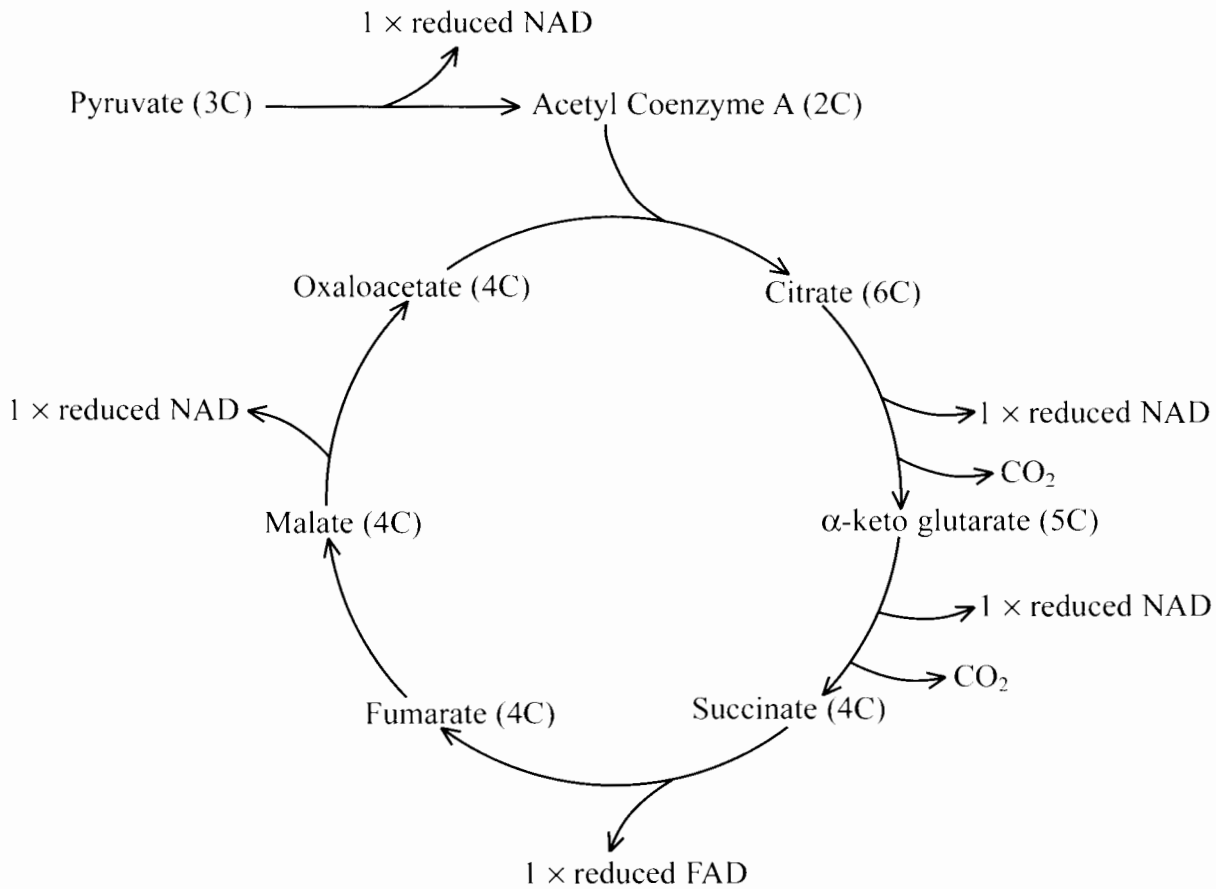 1 × reduced NAD
Pyruvate (3C)
Acetyl Coenzyme A (2C)
Oxaloacetate (4C)
Citrate (6C)
1 × reduced NAD
1 × reduced NAD
CO₂
Malate (4C)
α-keto glutarate (5C)
1 × reduced NAD
CO₂
Fumarate (4C)
Succinate (4C)
1 × reduced FAD